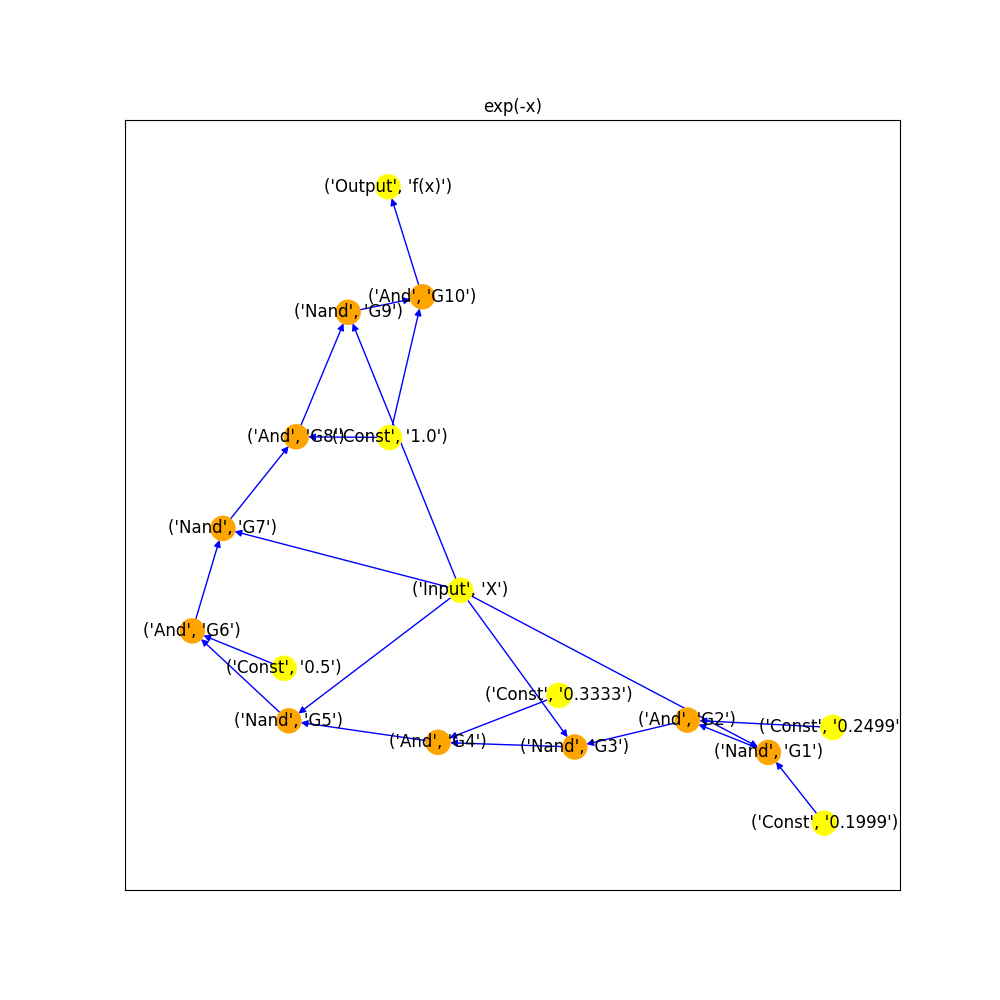 exp(-x)
('Output', 'f(x)')
('And', 'G10')
('Nand', 'G9')
('And', 'G8')
('Const', '1.0')
('Nand', 'G7')
('Input', 'X')
('And', 'G6')
('Const', '0.5')
('Const', '0.3333')
('Nand', 'G5')
('And', 'G2')
('Const', '0.2499'
('And', 'G4')
('Nand', 'G3')
('Nand', 'G1')
('Const', '0.1999')